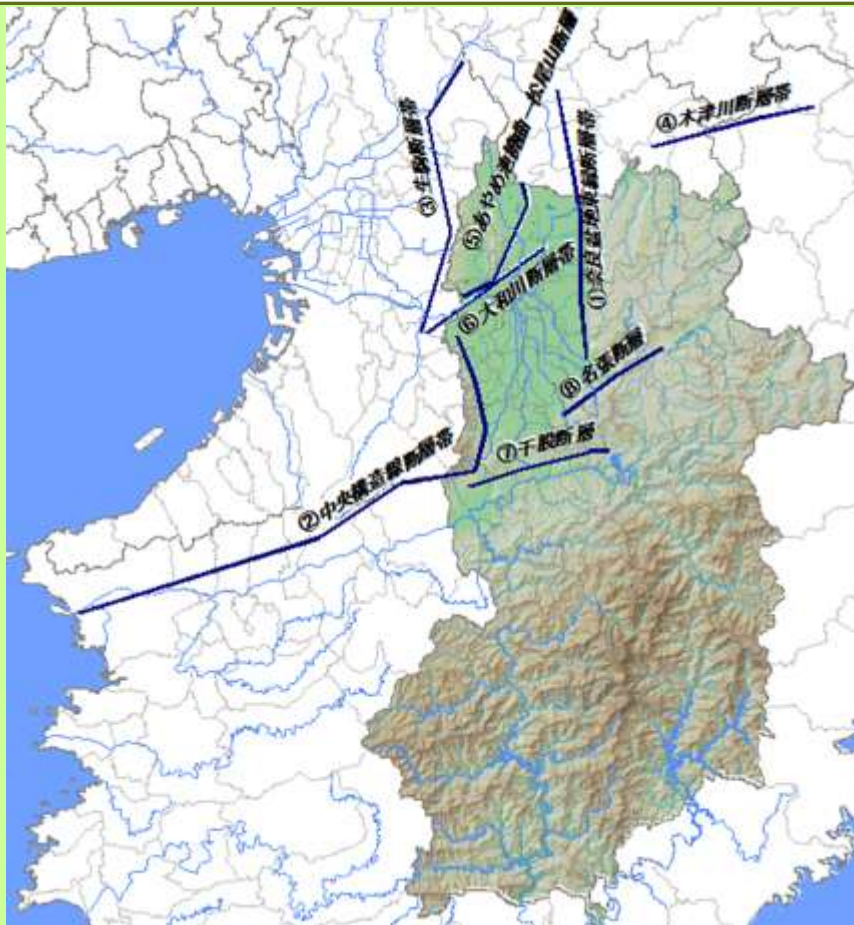 ③生駒断層帯
⑤あやめ池撓曲ー松尾山断層
①奈良盆地東縁断層帯
④木津川断層帯
⑥大和川断層帯
⑧名張断層
⑦千股断層
②中央構造線断層帯